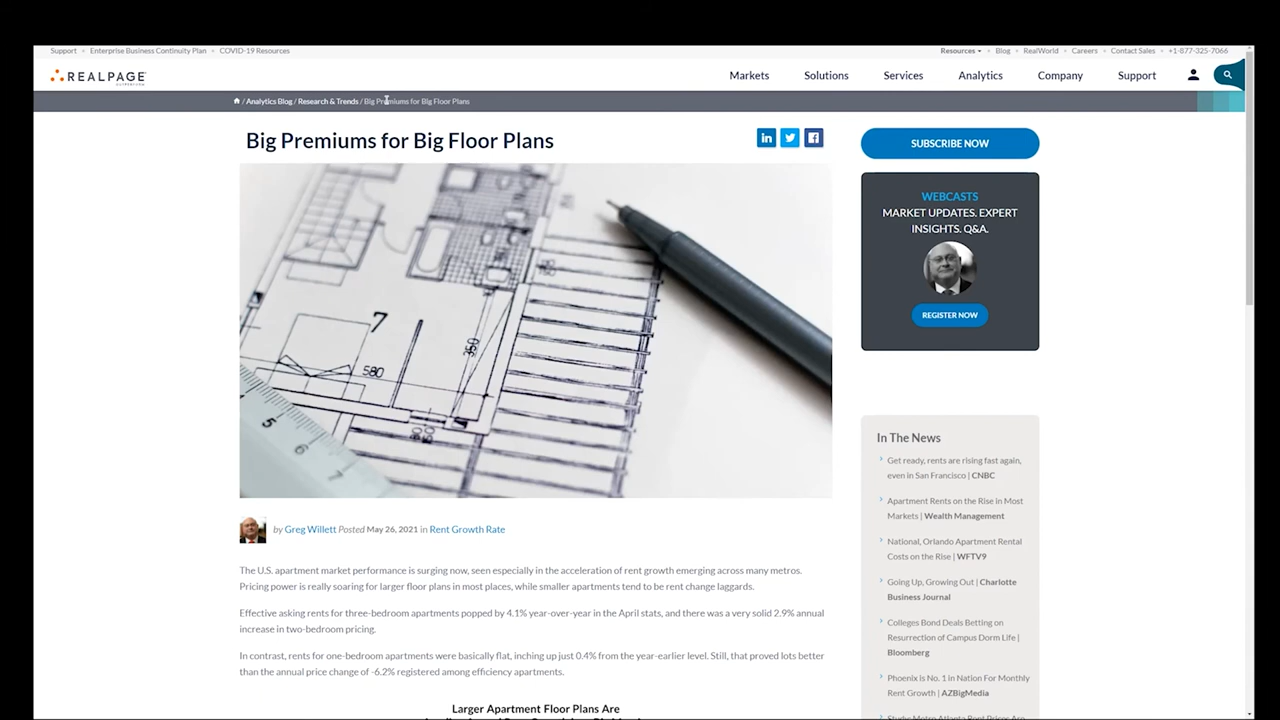 Support Enterprise Business Continuity Plan COVID-19 Resources Resources Blog RealWorld Careers Contact Sales +1-877-325-7066
REALPAGE Markets Solutions Services Analytics Company Support
/ Analytics Blog / Research & Trends / Big Premiums for Big Floor Plans
Big Premiums for Big Floor Plans
7
580
350
5
6
7
by Greg Willett Posted May 26, 2021 in Rent Growth Rate
The U.S. apartment market performance is surging now, seen especially in the acceleration of rent growth emerging across many metros.
Pricing power is really soaring for larger floor plans in most places, while smaller apartments tend to be rent change laggards.
Effective asking rents for three-bedroom apartments popped by 4.1% year-over-year in the April stats, and there was a very solid 2.9% annual
increase in two-bedroom pricing.
In contrast, rents for one-bedroom apartments were basically flat, inching up just 0.4% from the year-earlier level. Still, that proved lots better
than the annual price change of -6.2% registered among efficiency apartments.
Larger Apartment Floor Plans Are
SUBSCRIBE NOW
WEBCASTS
MARKET UPDATES. EXPERT
INSIGHTS. Q&A.
REGISTER NOW
In The News
Get ready, rents are rising fast again,
even in San Francisco | CNBC
Apartment Rents on the Rise in Most
Markets | Wealth Management
National, Orlando Apartment Rental
Costs on the Rise | WFTV9
Going Up, Growing Out | Charlotte
Business Journal
Colleges Bond Deals Betting on
Resurrection of Campus Dorm Life |
Bloomberg
Phoenix is No. 1 in Nation For Monthly
Rent Growth | AZBigMedia
Study: Metro Atlanta Rent Prices Are